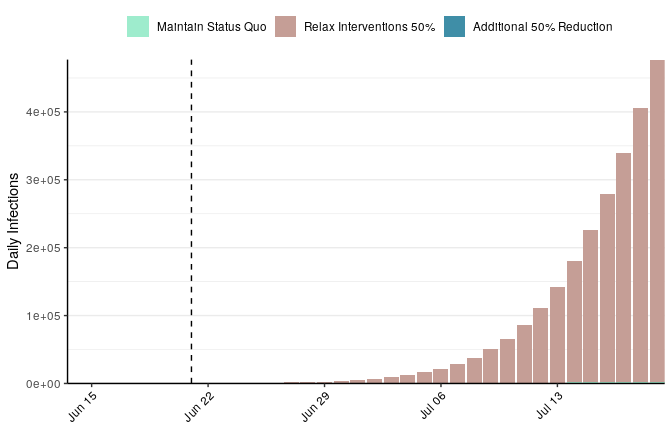 Maintain Status Quo Relax Interventions 50% Additional 50% Reduction
Daily Infections
4e+05
3e+05
2e+05
1e+05
0e+00
Jun 15 Jun 22 Jun 29 Jul 06 Jul 13